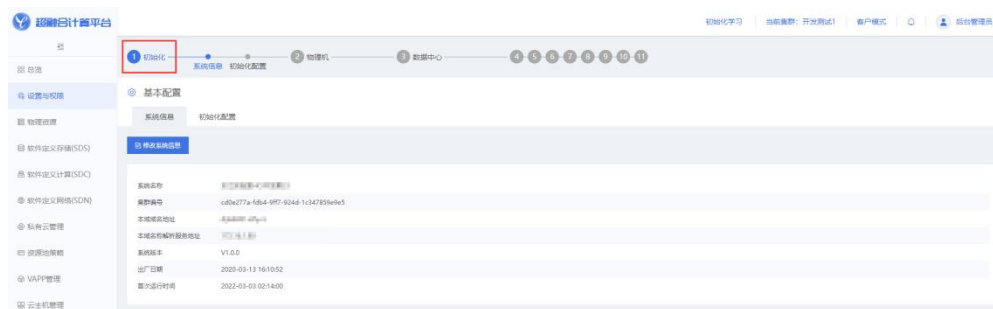 超融合计算平台
初始化学习 当前集群：开发测试1 客户模式 后台管理员
1 初始化 系统信息 初始化配置 2 物理机 3 数据中心 4 5 6 7 8 9 10 11
总览
设置与权限
物理资源
软件定义存储(SDS)
软件定义计算(SDC)
软件定义网络(SDN)
私有云管理
资源池策略
VAPP管理
云主机管理
基本配置
系统信息 初始化配置
修改系统信息
系统名称
集群编号 cd0e277a-fdb4-9ff7-924d-1c347859e9e5
本域域名地址
本域名称解析服务地址
系统版本 V1.0.0
出厂日期 2020-03-13 16:10:52
首次运行时间 2022-03-03 02:14:00